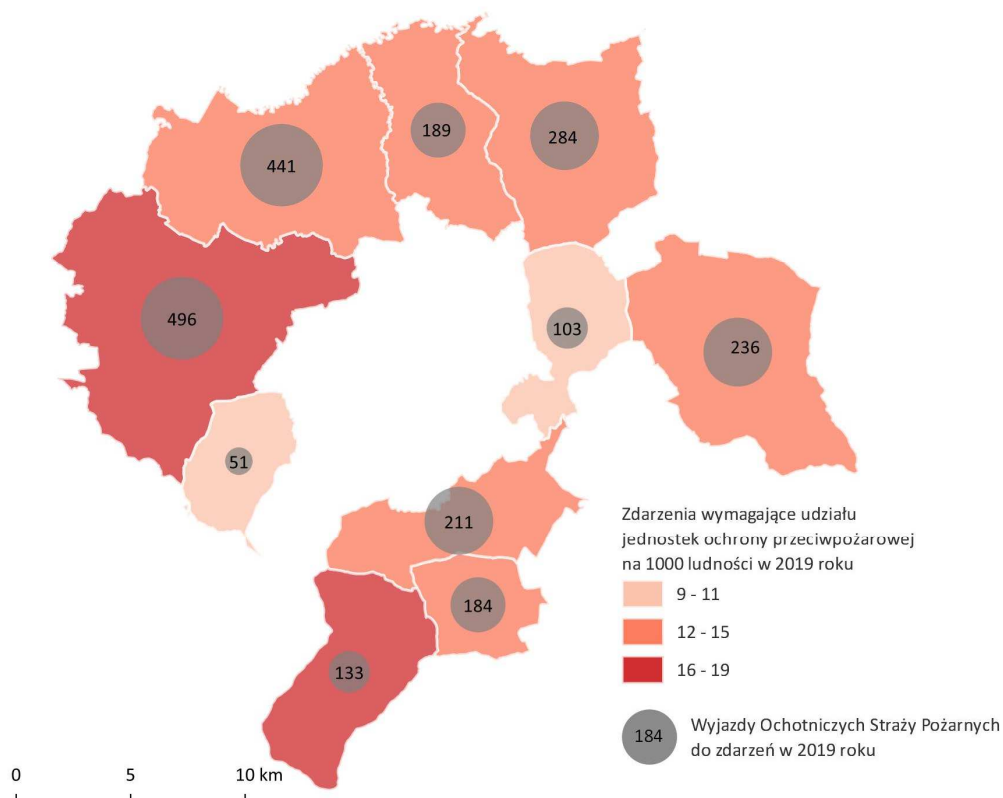 189
284
441
496
103
236
51
211
184
133
Zdarzenia wymagające udziału
jednostek ochrony przeciwpożarowej
na 1000 ludności w 2019 roku
9 - 11
12 - 15
16 - 19
184
Wyjazdy Ochotniczych Straży Pożarnych
do zdarzeń w 2019 roku
0 5 10 km